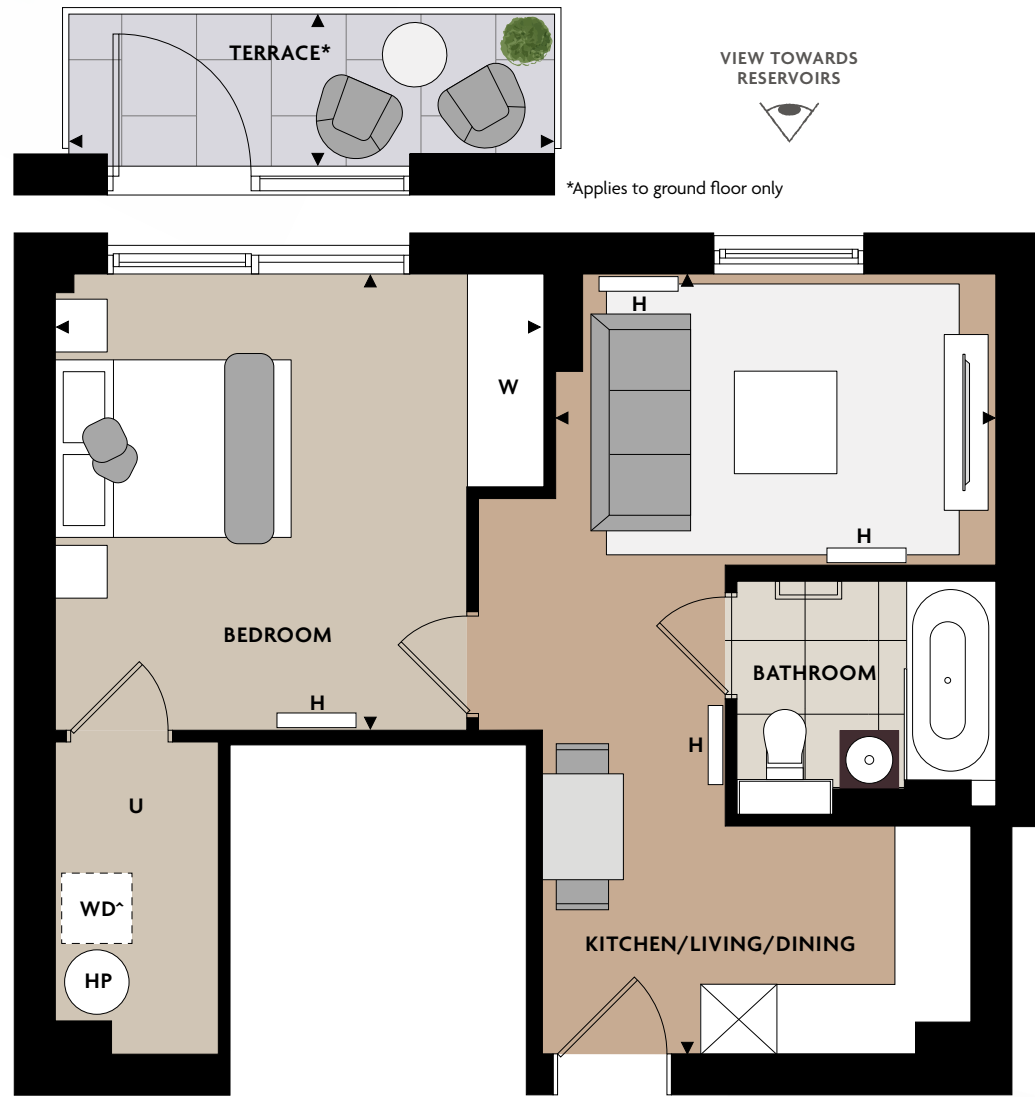 TERRACE*
VIEW TOWARDS
RESERVOIRS
*Applies to ground floor only
H
W
H
BEDROOM
BATHROOM
H
H
U
WD^
KITCHEN/LIVING/DINING
HP